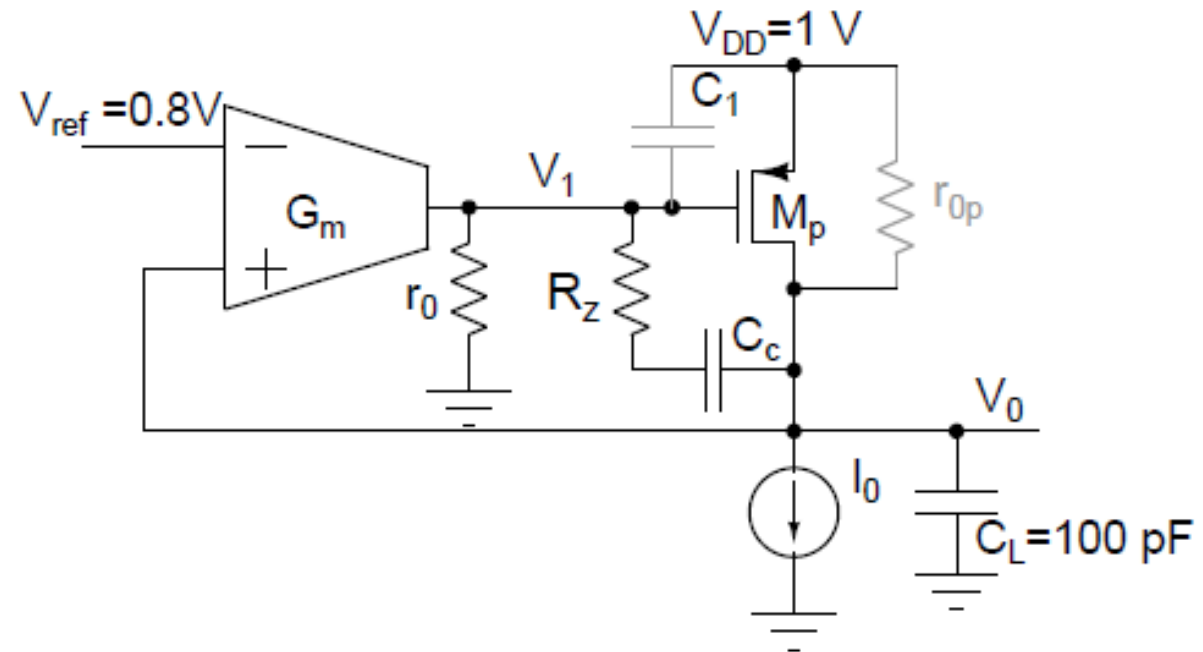 V_DD=1 V
C_1
V_ref =0.8V
−
V_1
G_m
M_p
r_0p
+
r_0
R_z
C_c
V_0
I_0
C_L=100 pF